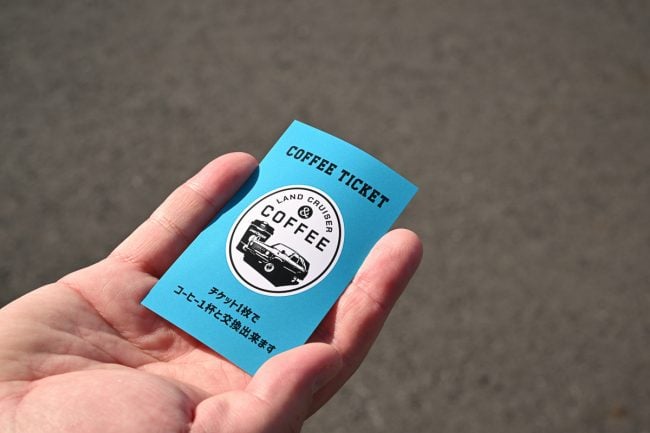 COFFEE TICKET
LAND CRUISER
&
COFFEE
チケット1枚で
コーヒー1杯と交換出来ます